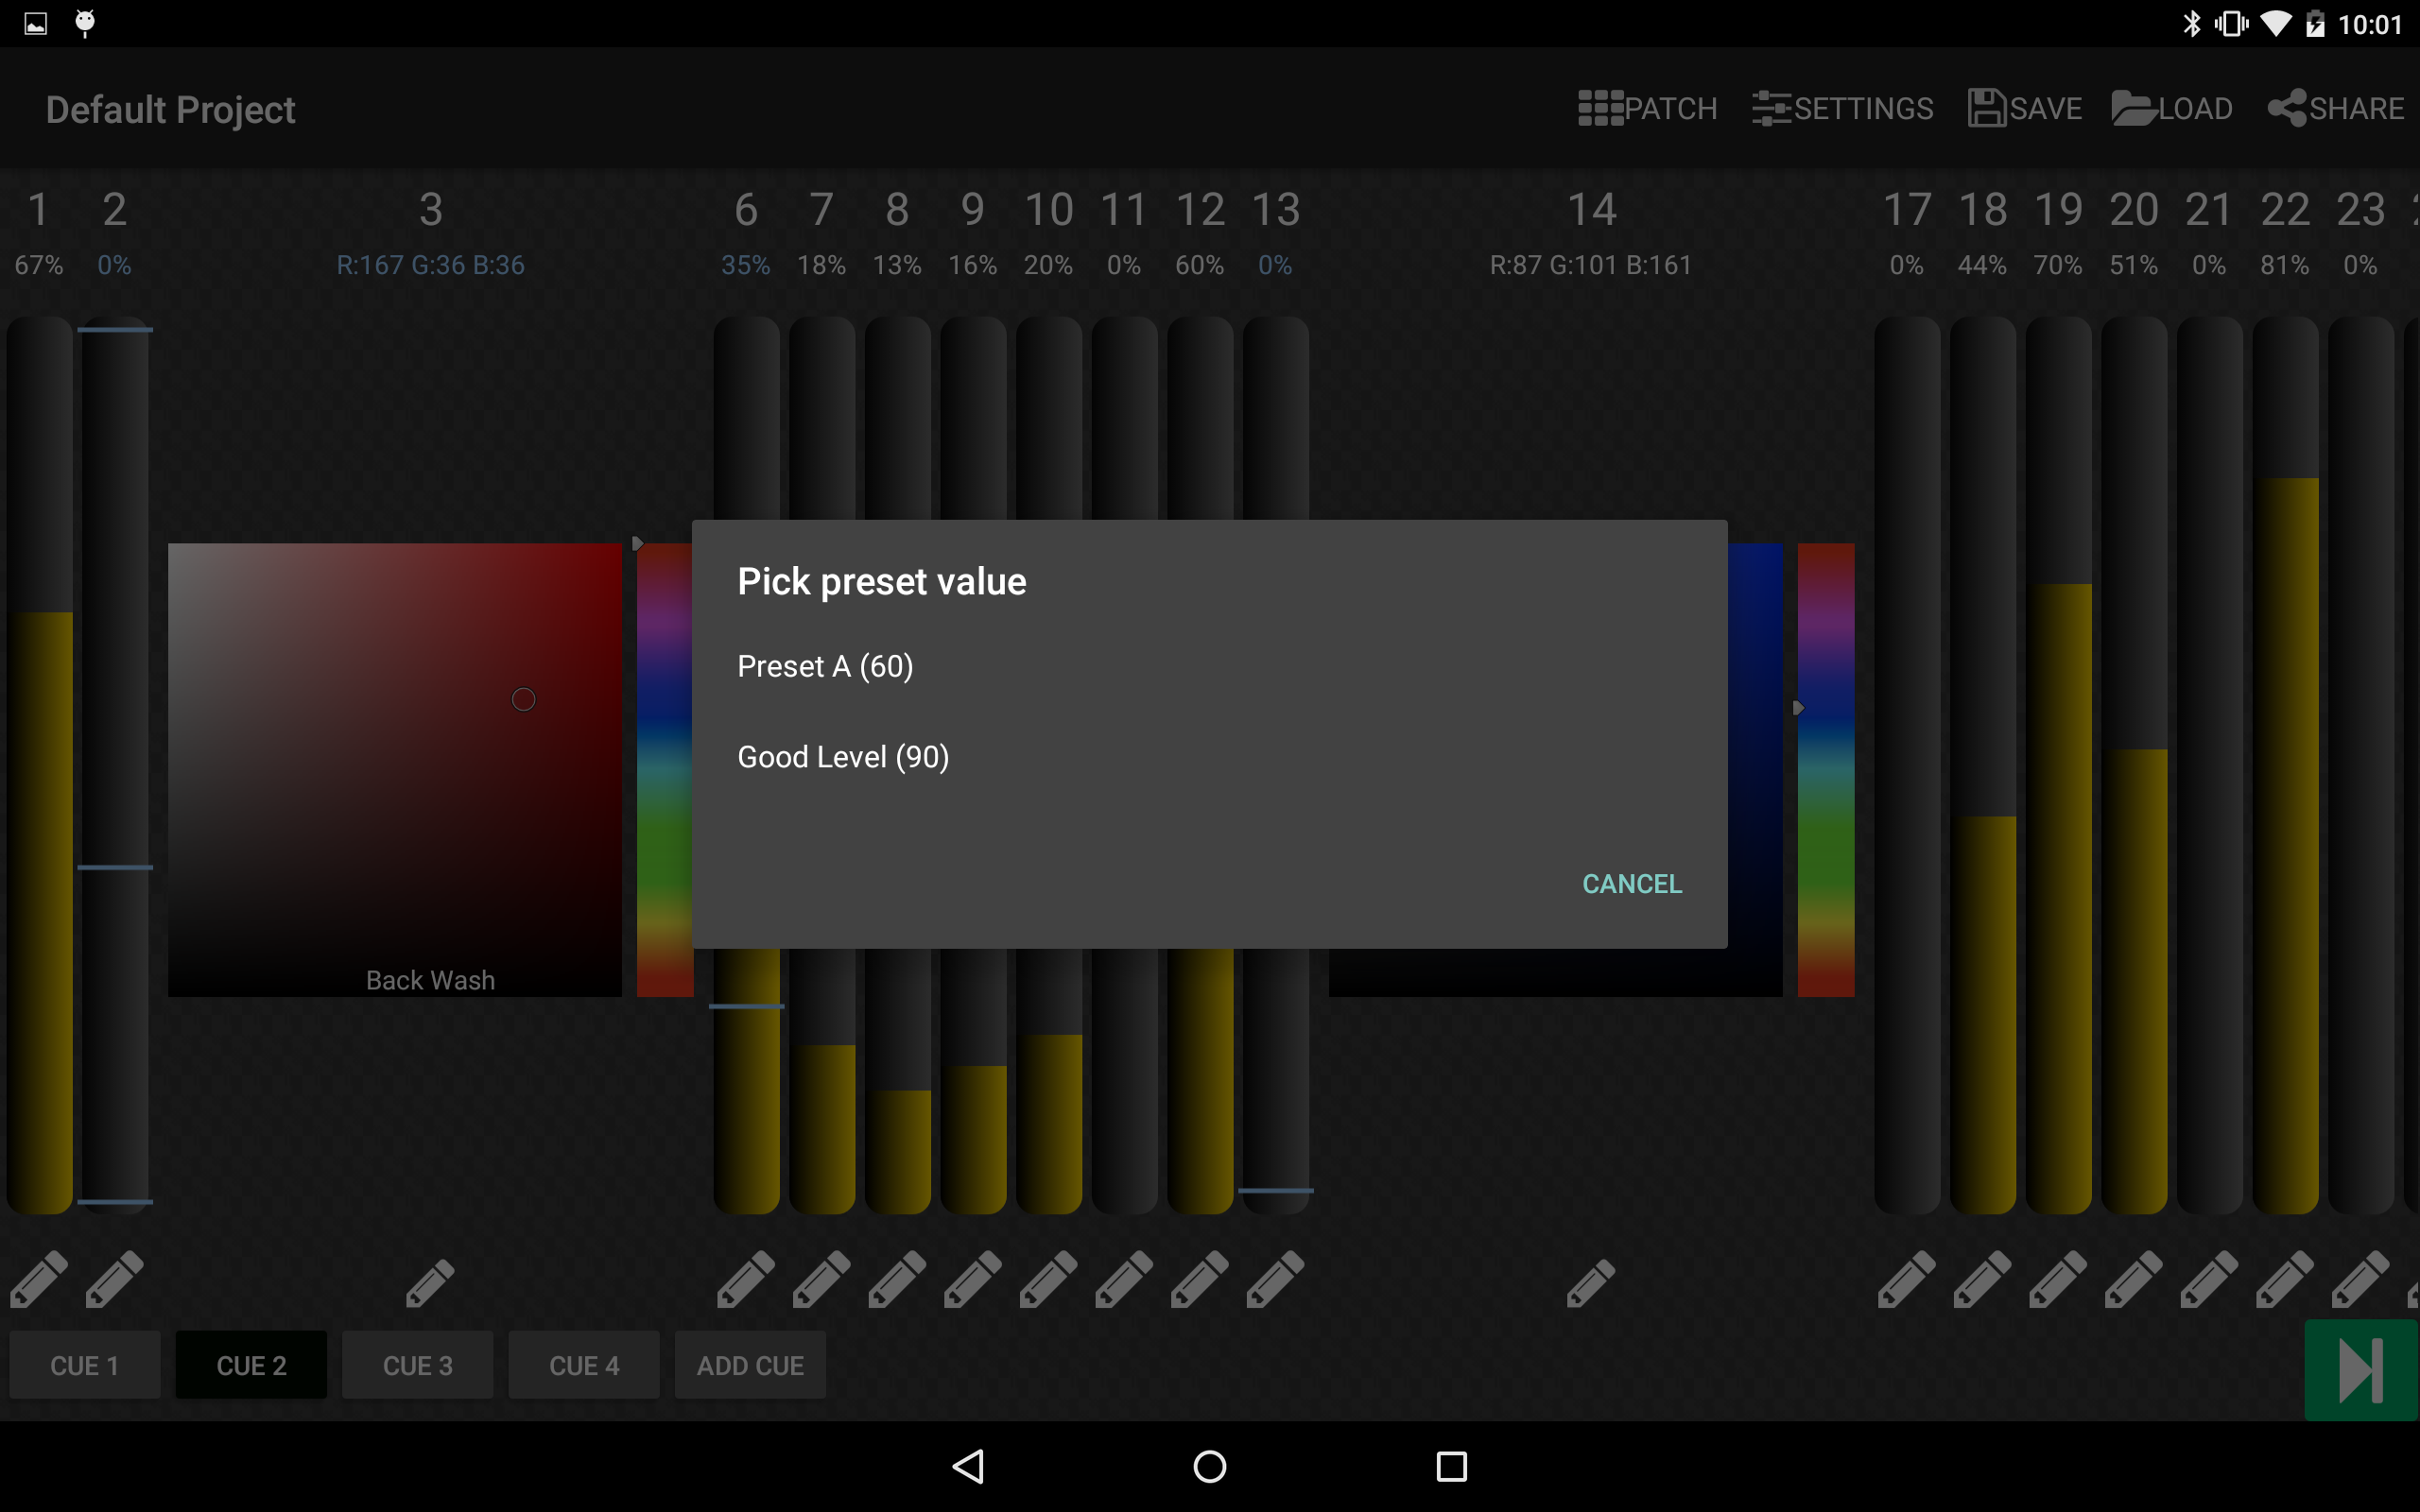 10:01
Default Project
PATCH SETTINGS SAVE LOAD SHARE
1 2 3 6 7 8 9 10 11 12 13 14 17 18 19 20 21 22 23
67% 0% R:167 G:36 B:36 35% 18% 13% 16% 20% 0% 60% 0% R:87 G:101 B:161 0% 44% 70% 51% 0% 81% 0%
Pick preset value
Preset A (60)
Good Level (90)
CANCEL
Back Wash
CUE 1 CUE 2 CUE 3 CUE 4 ADD CUE